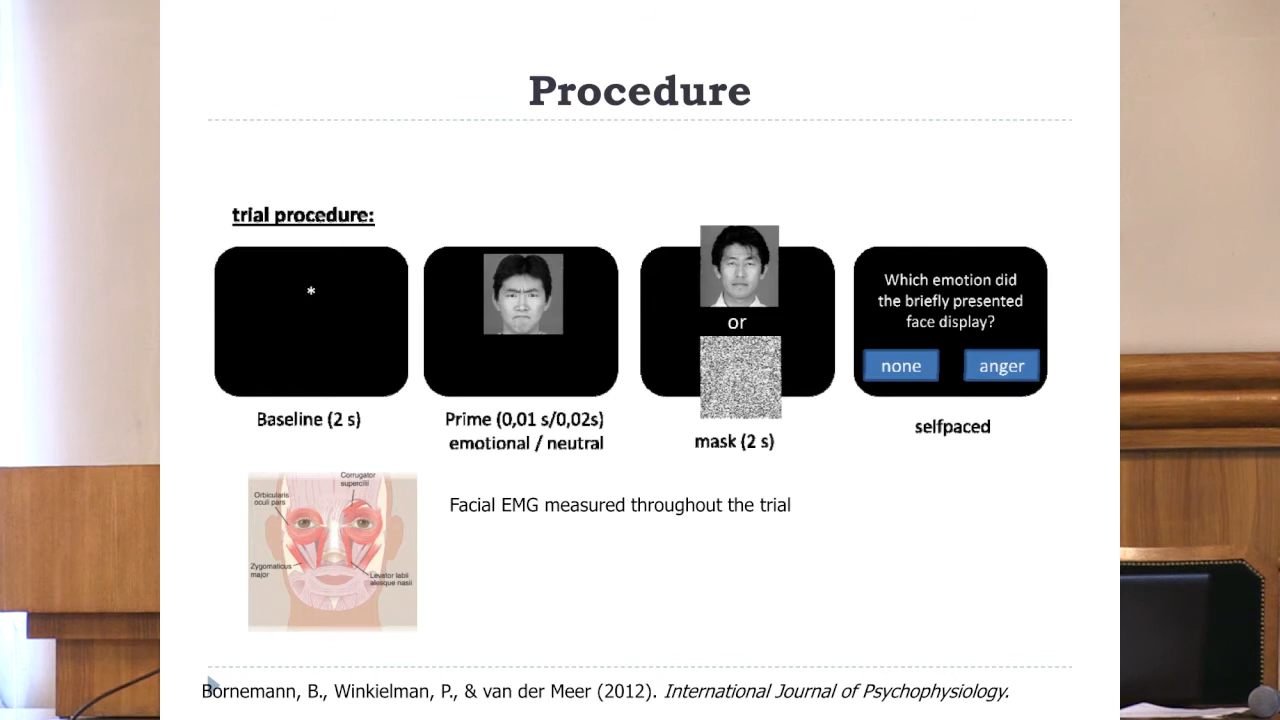 Procedure
trial procedure:
*
or
Which emotion did
the briefly presented
face display?
none
anger
Baseline (2 s)
Prime (0,01 s/0,02s)
emotional / neutral
mask (2 s)
selfpaced
Corrugator
supercilii
Orbicularis
oculi pars
Zygomaticus
major
Levator labii
alesque nasii
Facial EMG measured throughout the trial
Bornemann, B., Winkielman, P., & van der Meer (2012). International Journal of Psychophysiology.